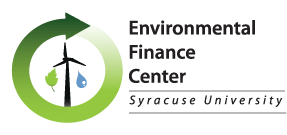 Environmental
Finance
Center
Syracuse University